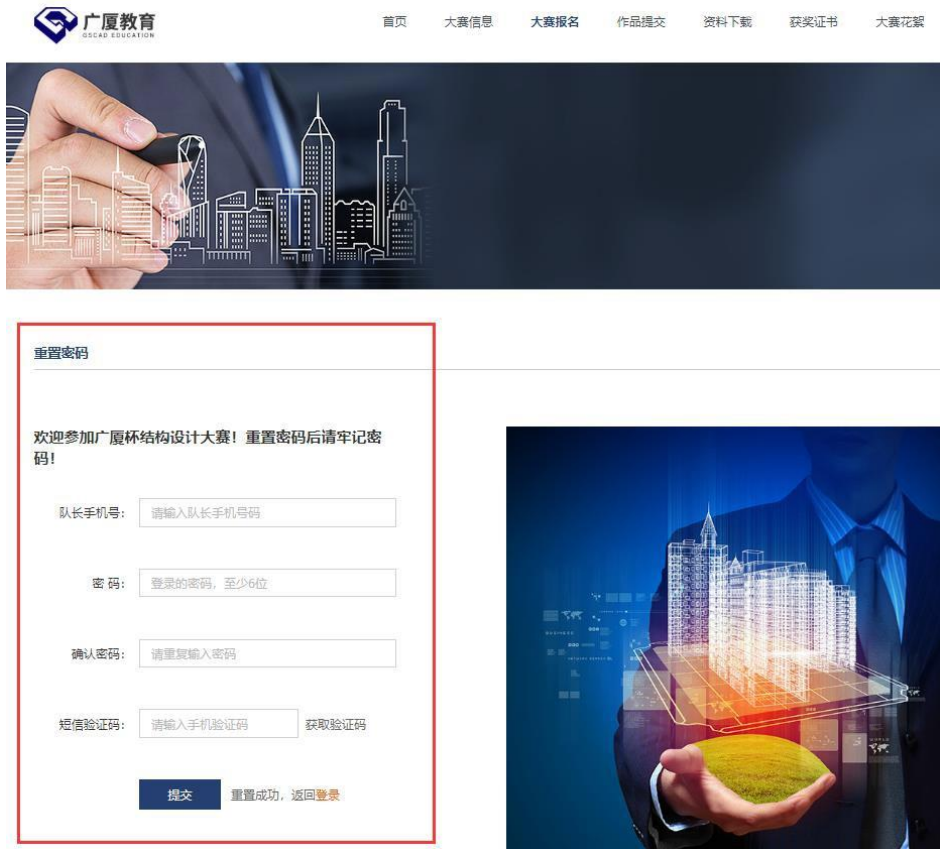 广厦教育
GSCAD EDUCATION
首页 大赛信息 大赛报名 作品提交 资料下载 获奖证书 大赛花絮
重置密码
欢迎参加广厦杯结构设计大赛！重置密码后请牢记密
码！
队长手机号： 请输入队长手机号码
密 码： 登录的密码，至少6位
确认密码： 请重复输入密码
短信验证码： 请输入手机验证码 获取验证码
提交 重置成功，返回登录